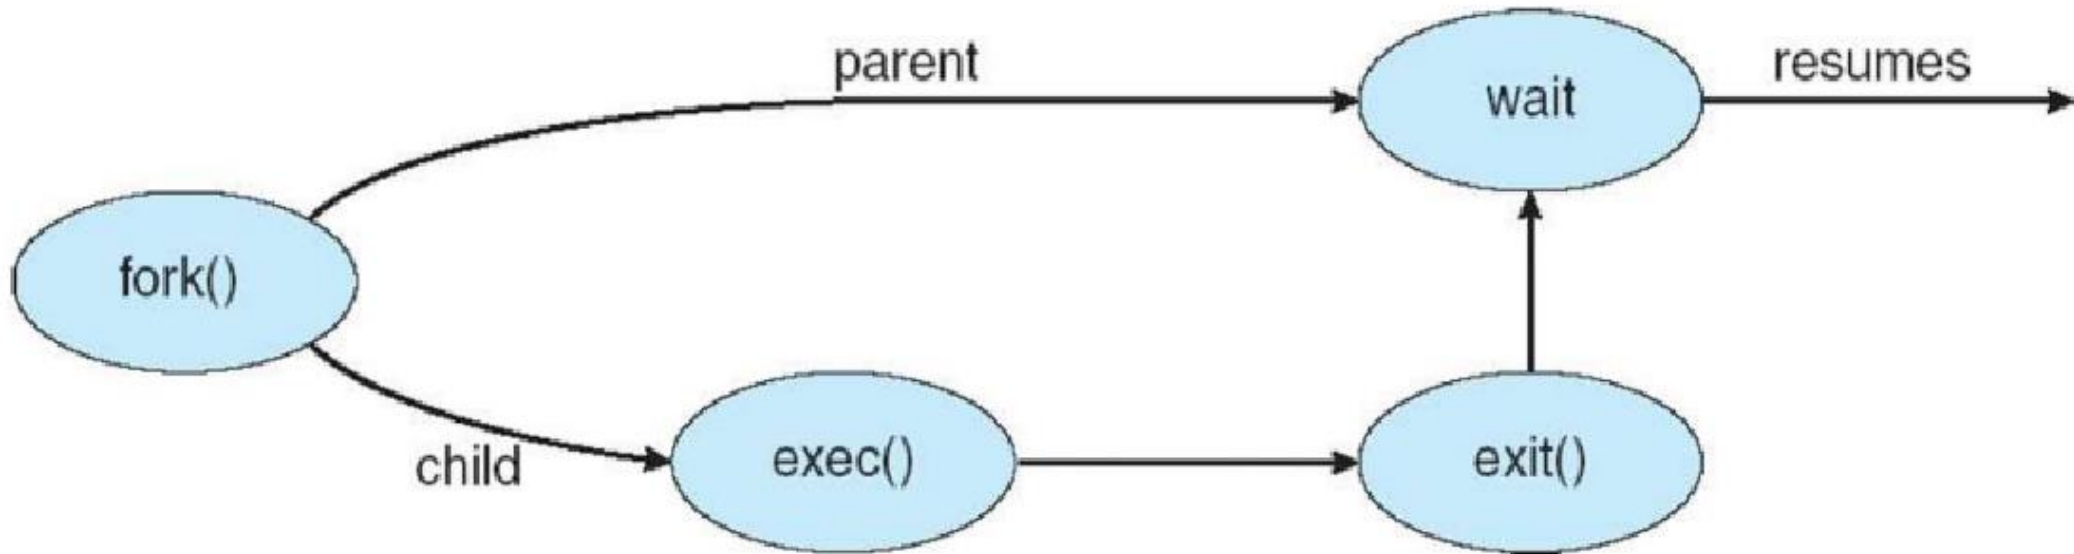 parent
resumes
wait
fork()
child
exec()
exit()